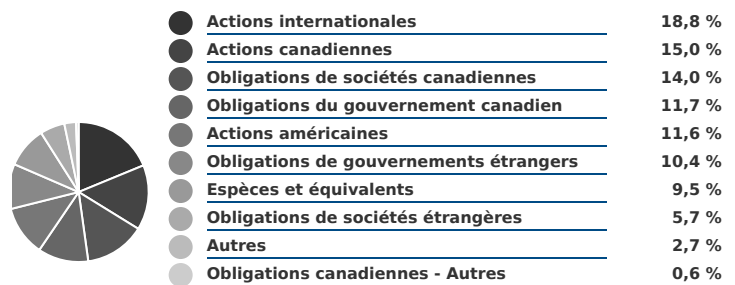 Actions internationales 18,8 %
Actions canadiennes 15,0 %
Obligations de sociétés canadiennes 14,0 %
Obligations du gouvernement canadien 11,7 %
Actions américaines 11,6 %
Obligations de gouvernements étrangers 10,4 %
Espèces et équivalents 9,5 %
Obligations de sociétés étrangères 5,7 %
Autres 2,7 %
Obligations canadiennes - Autres 0,6 %